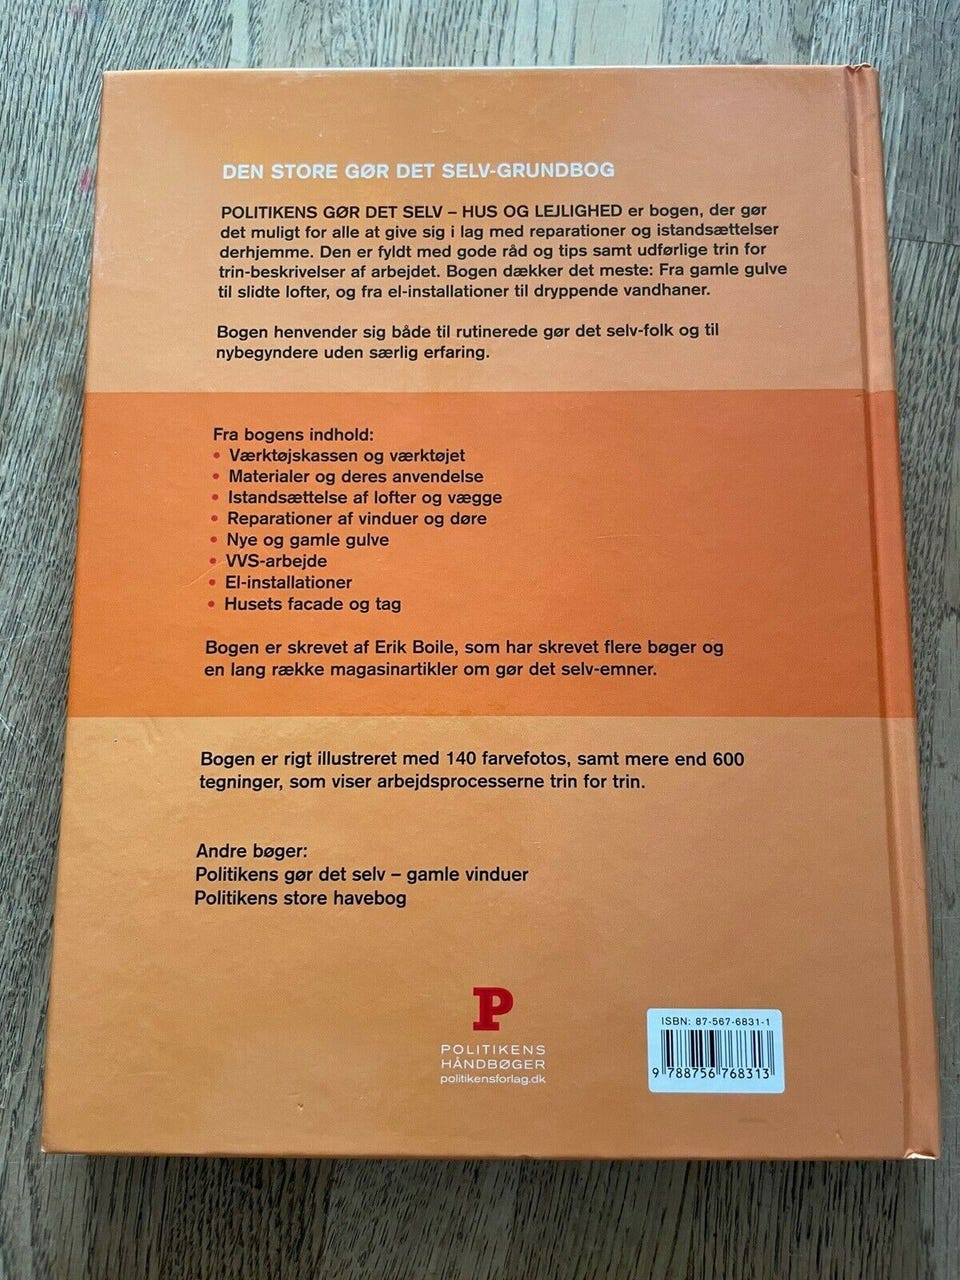 DEN STORE GØR DET SELV-GRUNDBOG
POLITIKENS GØR DET SELV – HUS OG LEJLIGHED er bogen, der gør
det muligt for alle at give sig i lag med reparationer og istandsættelser
derhjemme. Den er fyldt med gode råd og tips samt udførlige trin for
trin-beskrivelser af arbejdet. Bogen dækker det meste: Fra gamle gulve
til slidte lofter, og fra el-installationer til dryppende vandhaner.
Bogen henvender sig både til rutinerede gør det selv-folk og til
nybegyndere uden særlig erfaring.
Fra bogens indhold:
• Værktøjskassen og værktøjet
• Materialer og deres anvendelse
• Istandsættelse af lofter og vægge
• Reparationer af vinduer og døre
• Nye og gamle gulve
• VVS-arbejde
• El-installationer
• Husets facade og tag
Bogen er skrevet af Erik Boile, som har skrevet flere bøger og
en lang række magasinartikler om gør det selv-emner.
Bogen er rigt illustreret med 140 farvefotos, samt mere end 600
tegninger, som viser arbejdsprocesserne trin for trin.
Andre bøger:
Politikens gør det selv – gamle vinduer
Politikens store havebog
P
POLITIKENS
HÅNDBØGER
politikensforlag.dk
ISBN: 87-567-6831-1
9 788756 768313